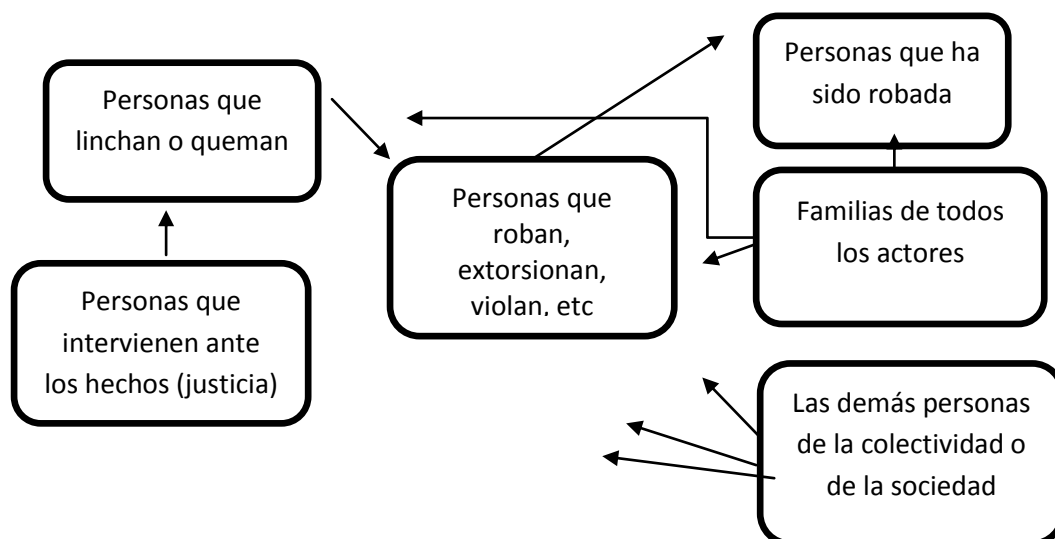 Personas que
linchan o queman
Personas que
intervienen ante
los hechos (justicia)
Personas que
roban,
extorsionan,
violan, etc
Personas que ha
sido robada
Familias de todos
los actores
Las demás personas
de la colectividad o
de la sociedad